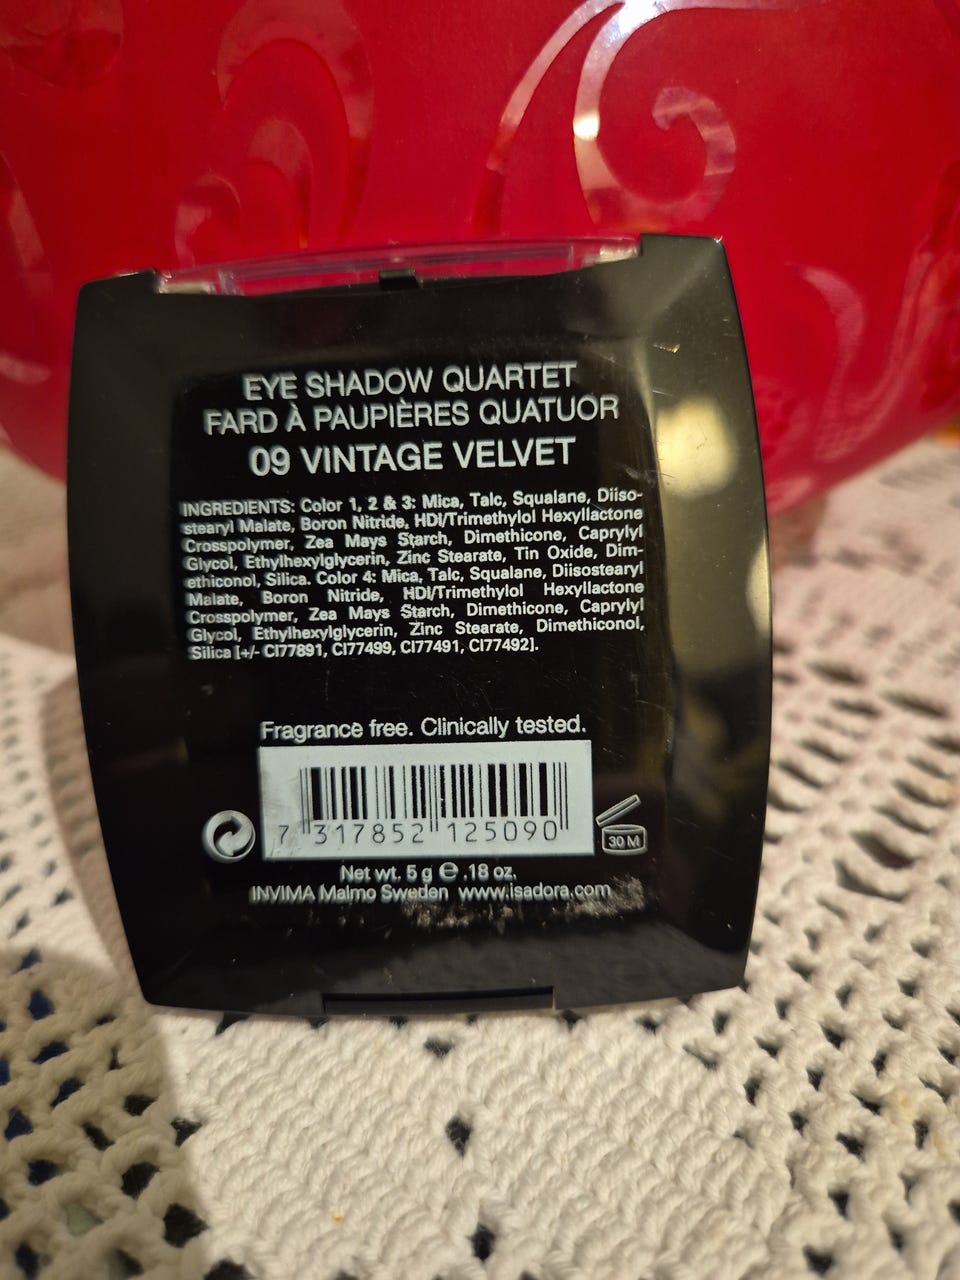 EYE SHADOW QUARTET
FARD À PAUPIÈRES QUATUOR
09 VINTAGE VELVET
INGREDIENTS: Color 1, 2 & 3: Mica, Talc, Squalane, Diiso-
stearyl Malate, Boron Nitride, HDI/Trimethylol Hexyllactone
Crosspolymer, Zea Mays Starch, Dimethicone, Caprylyl
Glycol, Ethylhexylglycerin, Zinc Stearate, Tin Oxide, Dim-
ethiconol, Silica. Color 4: Mica, Talc, Squalane, Diisostearyl
Malate, Boron Nitride, HDI/Trimethylol Hexyllactone
Crosspolymer, Zea Mays Starch, Dimethicone, Caprylyl
Glycol, Ethylhexylglycerin, Zinc Stearate, Dimethiconol,
Silica [+/- CI77891, CI77499, CI77491, CI77492].
Fragrance free. Clinically tested.
7 317852 125090
30 M
Net wt. 5 g e .18 oz.
INVIMA Malmo Sweden www.isadora.com